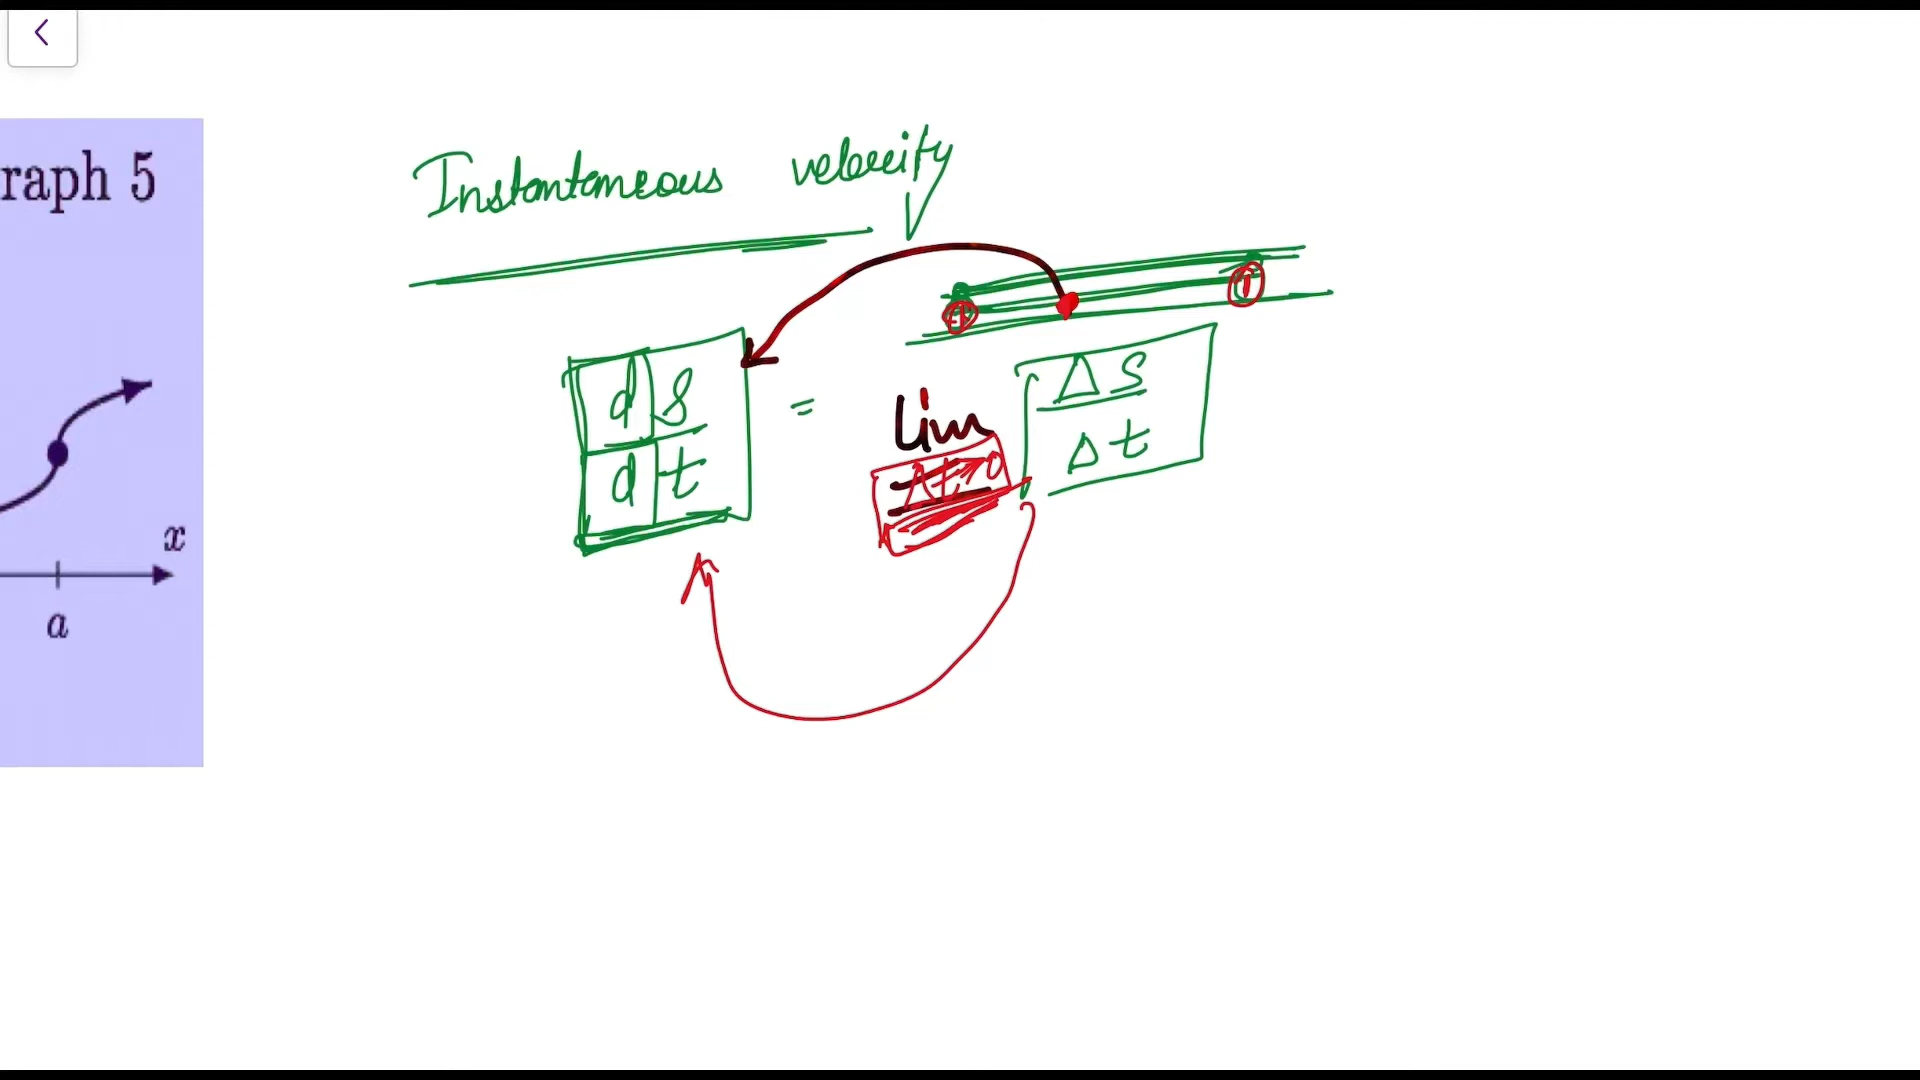 raph 5
x
a
Instantaneous velocity
ds = lim Δs
dt Δt→0 Δt